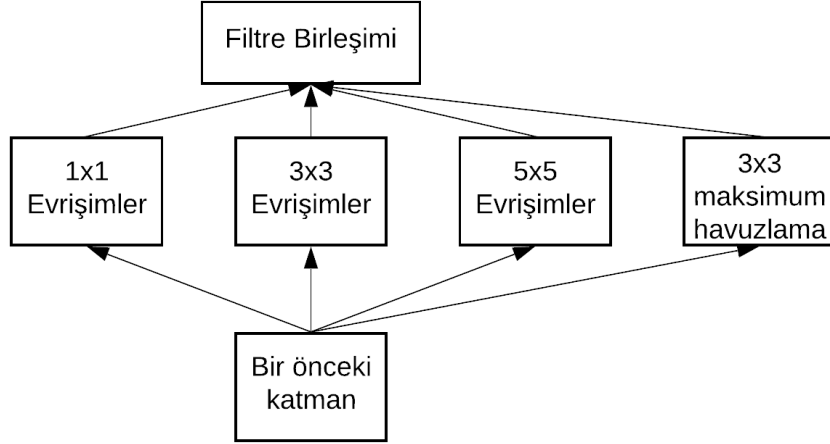 Filtre Birleşimi
1x1
Evrişimler
3x3
Evrişimler
5x5
Evrişimler
3x3
maksimum
havuzlama
Bir önceki
katman